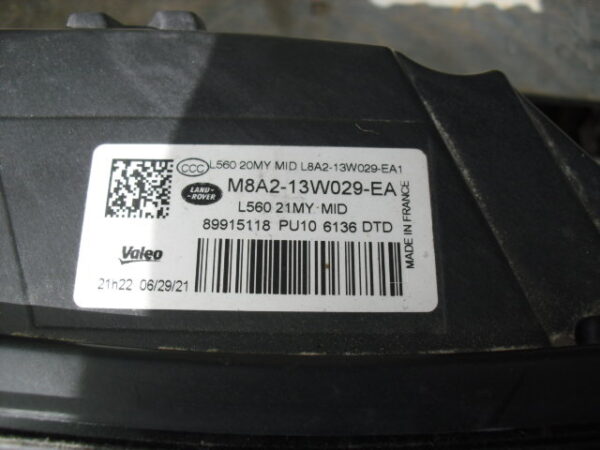 CCC L560 20MY MID L8A2-13W029-EA1
LAND-
ROVER
M8A2-13W029-EA
L560 21MY MID
89915118 PU10 6136 DTD
Valeo
21h22 06/29/21
MADE IN FRANCE